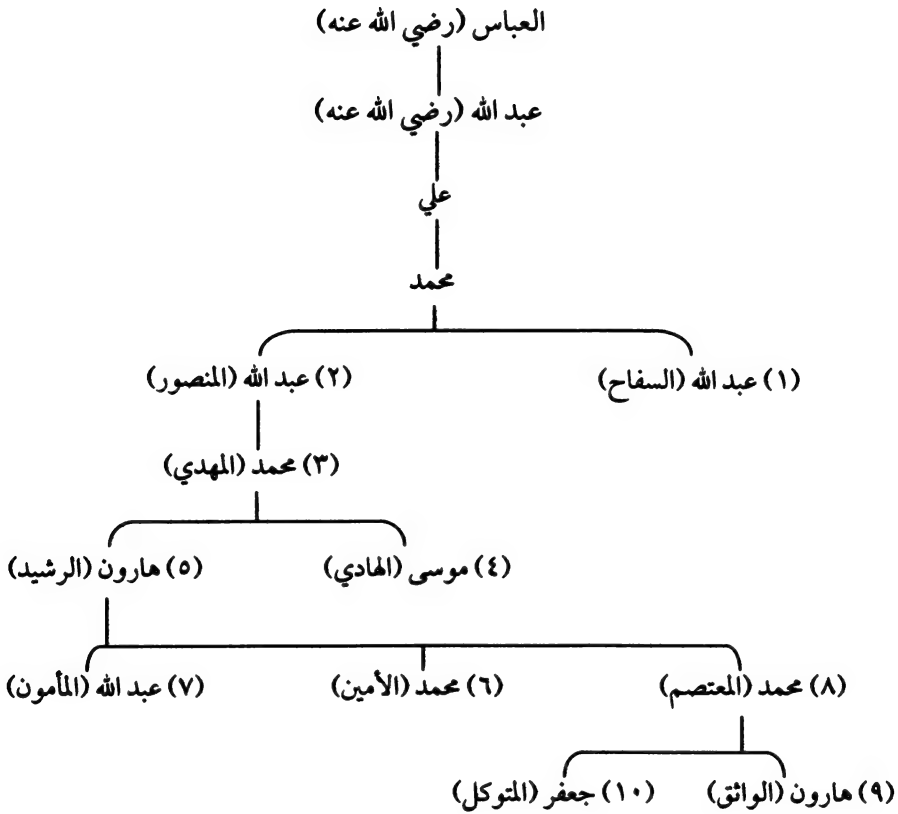 العباس (رضي الله عنه)
عبد الله (رضي الله عنه)
علي
محمد
(١) عبد الله (السفاح)
(٢) عبد الله (المنصور)
(٣) محمد (المهدي)
(٤) موسى (الهادي)
(٥) هارون (الرشيد)
(٨) محمد (المعتصم)
(٦) محمد (الأمين)
(٧) عبد الله (المأمون)
(٩) هارون (الواثق)
(١٠) جعفر (المتوكل)